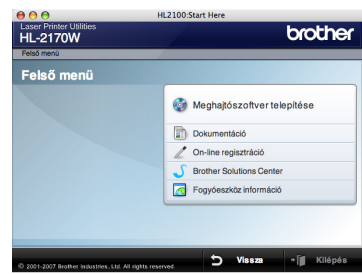 HL2100:Start Here
Laser Printer Utilities
HL-2170W
brother
Felső menü
Felső menü
Meghajtószoftver telepítése
Dokumentáció
On-line regisztráció
Brother Solutions Center
Fogyóeszköz információ
© 2001-2007 Brother Industries, Ltd. All rights reserved.
Vissza
Kilépés